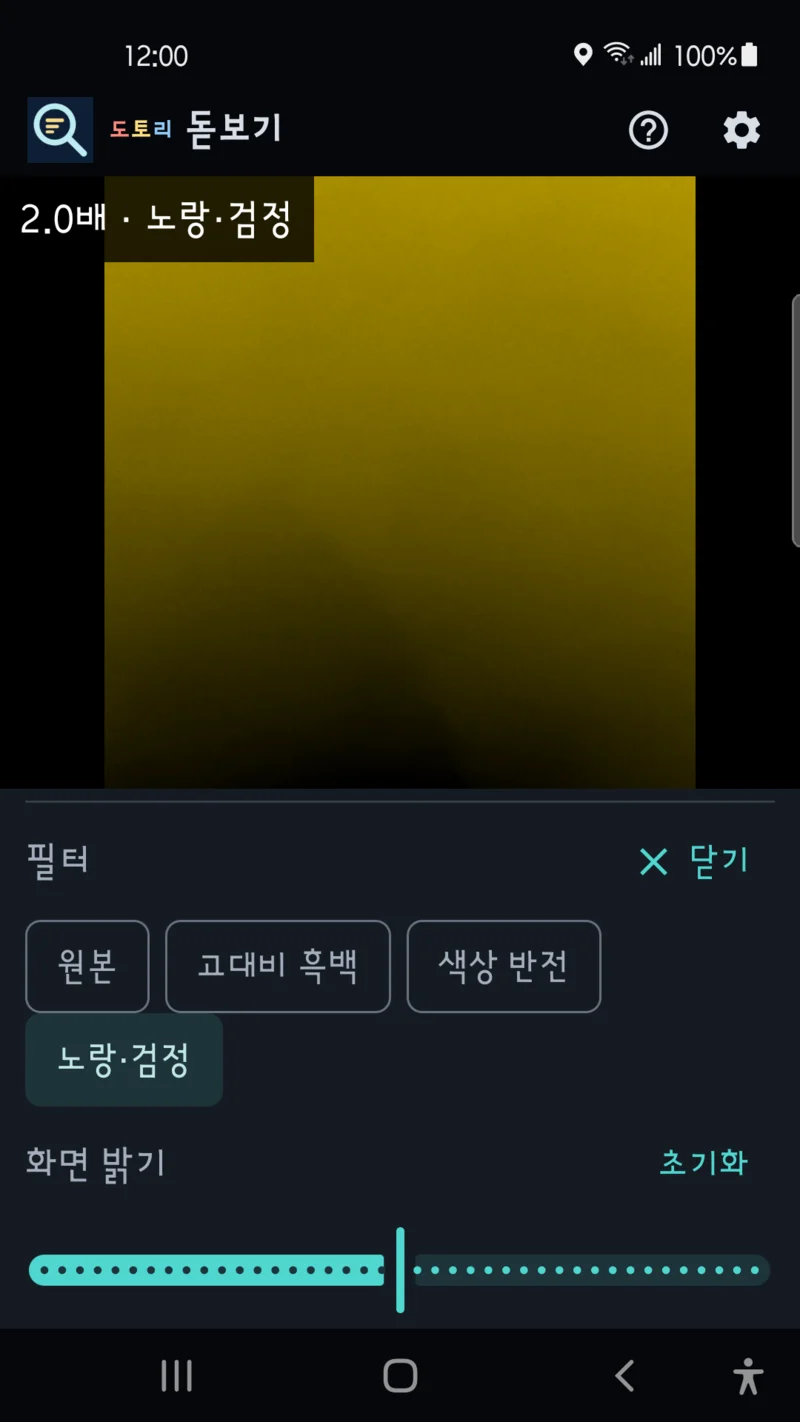 12:00 100%
도토리 돋보기
2.0배 · 노랑·검정
필터 닫기
원본 고대비 흑백 색상 반전
노랑·검정
화면 밝기 초기화